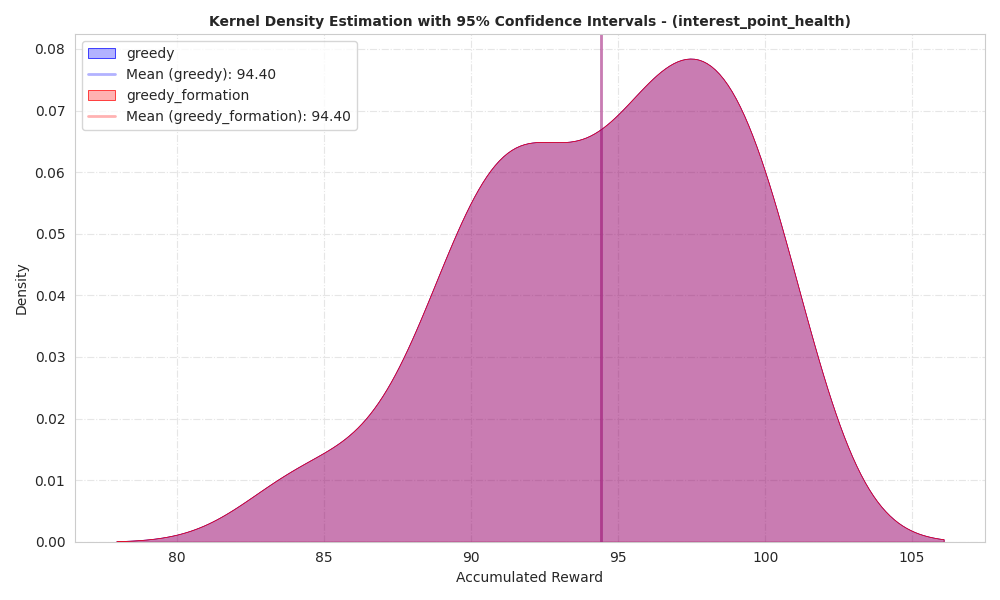 Kernel Density Estimation with 95% Confidence Intervals - (interest_point_health)
greedy
Mean (greedy): 94.40
greedy_formation
Mean (greedy_formation): 94.40
Density
0.08
0.07
0.06
0.05
0.04
0.03
0.02
0.01
0.00
80 85 90 95 100 105
Accumulated Reward